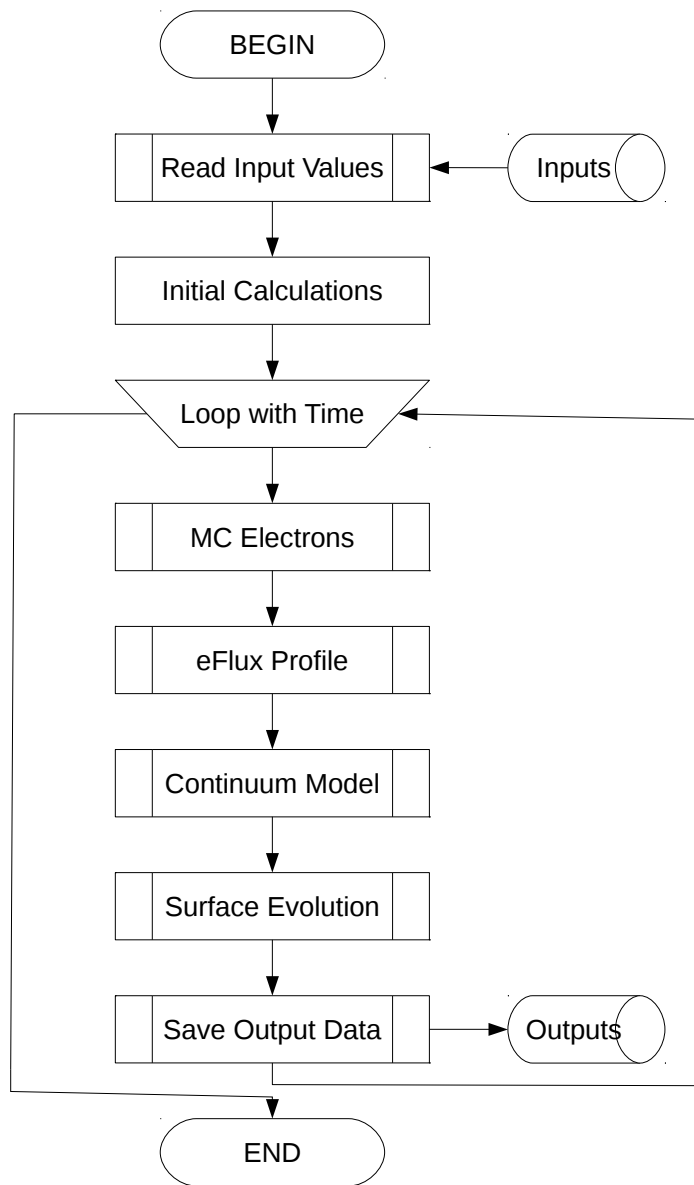 BEGIN
Read Input Values
Inputs
Initial Calculations
Loop with Time
MC Electrons
eFlux Profile
Continuum Model
Surface Evolution
Save Output Data
Outputs
END